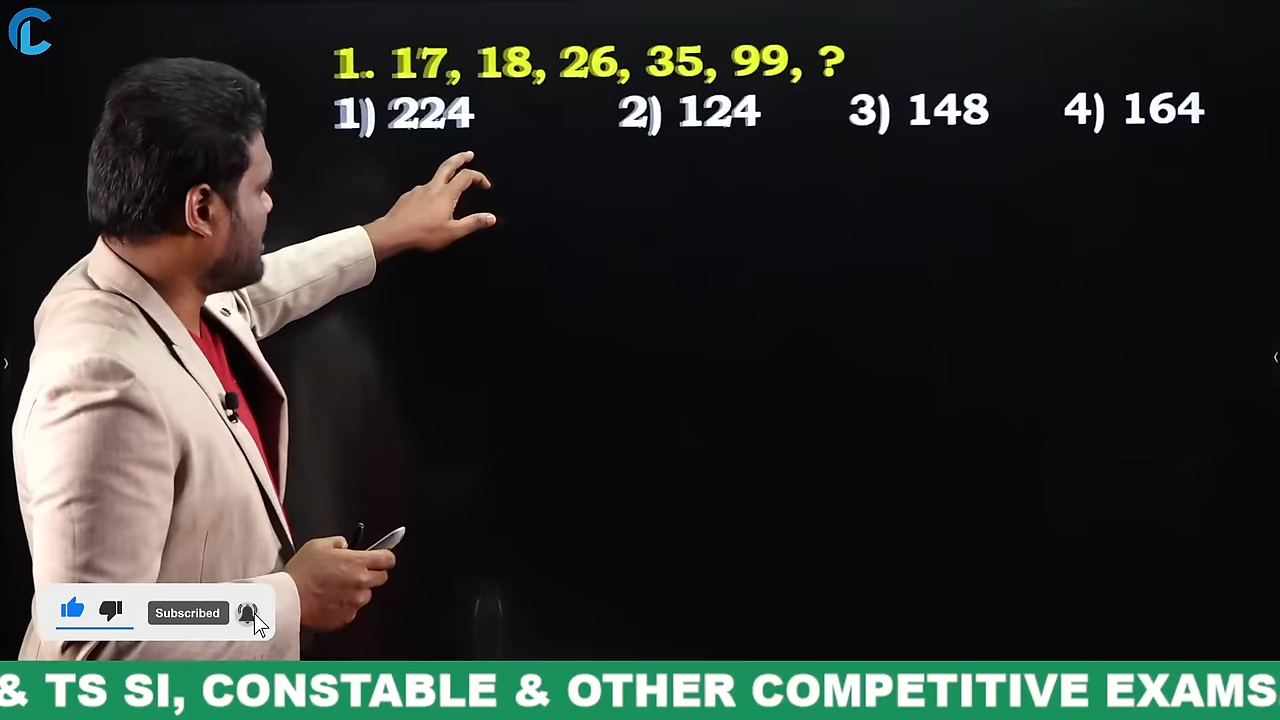 1. 17, 18, 26, 35, 99, ?
1) 224 2) 124 3) 148 4) 164
Subscribed
& TS SI, CONSTABLE & OTHER COMPETITIVE EXAMS